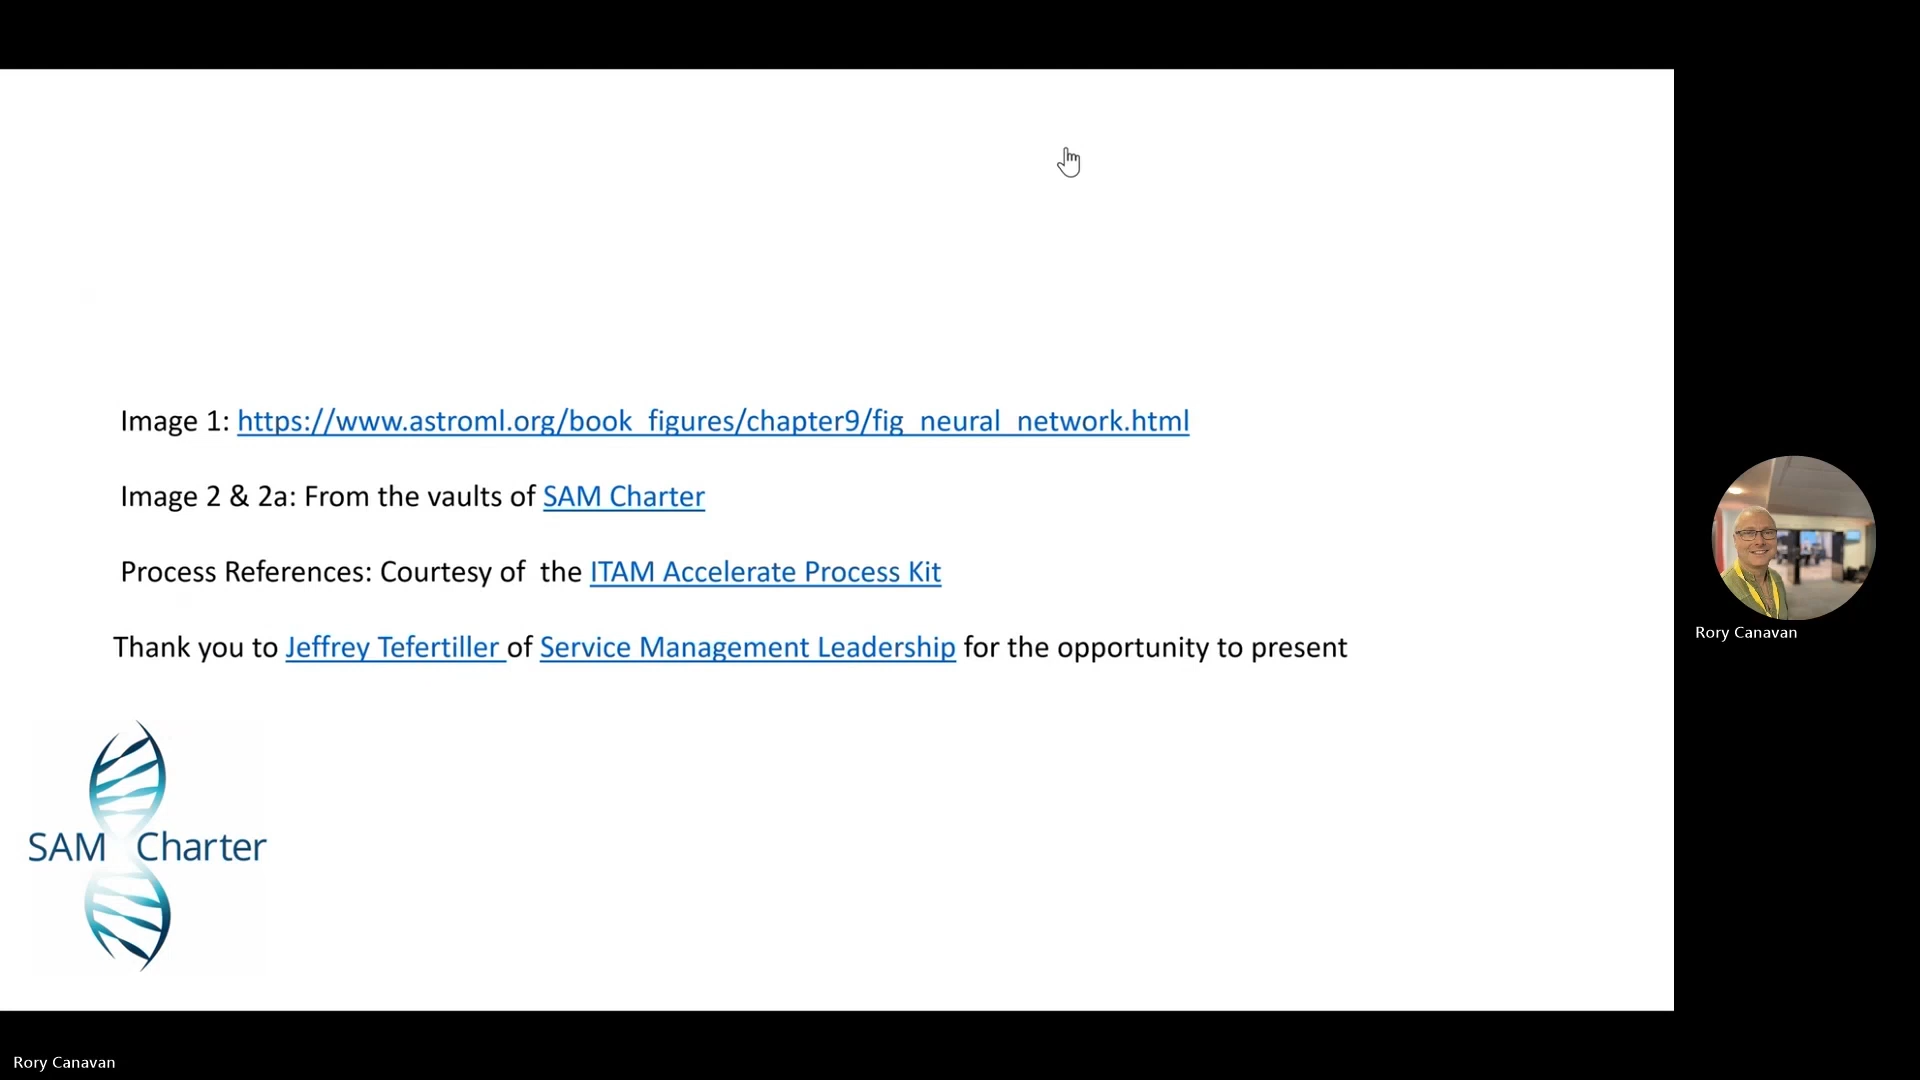 Image 1: https://www.astroml.org/book_figures/chapter9/fig_neural_network.html
Image 2 & 2a: From the vaults of SAM Charter
Process References: Courtesy of  the ITAM Accelerate Process Kit
Thank you to Jeffrey Tefertiller of Service Management Leadership for the opportunity to present
Rory Canavan
SAM Charter
Rory Canavan